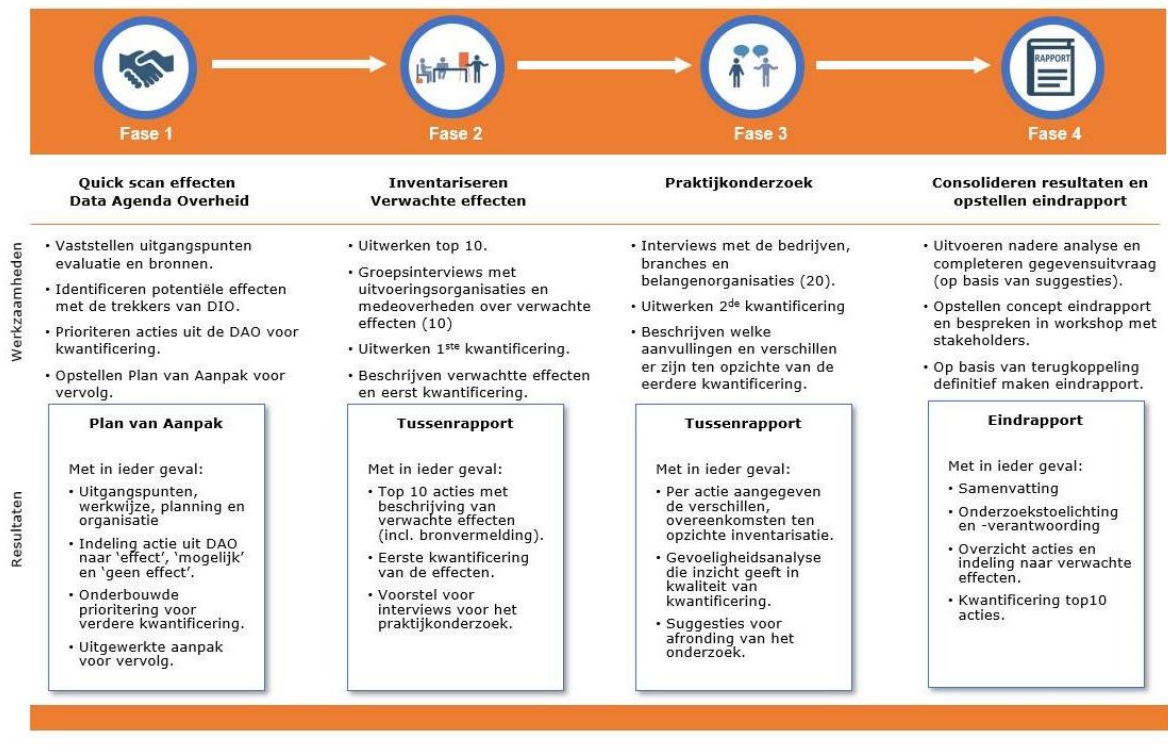 RAPPORT
Fase 1
Fase 2
Fase 3
Fase 4
Quick scan effecten
Data Agenda Overheid
Inventariseren
Verwachte effecten
Praktijkonderzoek
Consolideren resultaten en
opstellen eindrapport
Werkzaamheden
• Vaststellen uitgangspunten
evaluatie en bronnen.
• Identificeren potentiële effecten
met de trekkers van DIO.
• Prioriteren acties uit de DAO voor
kwantificering.
• Opstellen Plan van Aanpak voor
vervolg.
• Uitwerken top 10.
• Groepsinterviews met
uitvoeringsorganisaties en
medeoverheden over verwachte
effecten (10)
• Uitwerken 1ste kwantificering.
• Beschrijven verwachtte effecten
en eerst kwantificering.
• Interviews met de bedrijven,
branches en
belangenorganisaties (20).
• Uitwerken 2de kwantificering
• Beschrijven welke
aanvullingen en verschillen
er zijn ten opzichte van de
eerdere kwantificering.
• Uitvoeren nadere analyse en
completeren gegevensuitvraag
(op basis van suggesties).
• Opstellen concept eindrapport
en bespreken in workshop met
stakeholders.
• Op basis van terugkoppeling
definitief maken eindrapport.
Resultaten
Plan van Aanpak
Met in ieder geval:
• Uitgangspunten,
werkwijze, planning en
organisatie
• Indeling actie uit DAO
naar ‘effect’, ‘mogelijk’
en ‘geen effect’.
• Onderbouwde
prioritering voor
verdere kwantificering.
• Uitgewerkte aanpak
voor vervolg.
Tussenrapport
Met in ieder geval:
• Top 10 acties met
beschrijving van
verwachte effecten
(incl. bronvermelding).
• Eerste kwantificering
van de effecten.
• Voorstel voor
interviews voor het
praktijkonderzoek.
Tussenrapport
Met in ieder geval:
• Per actie aangegeven
de verschillen,
overeenkomsten ten
opzichte inventarisatie.
• Gevoeligheidsanalyse
die inzicht geeft in
kwaliteit van
kwantificering.
• Suggesties voor
afronding van het
onderzoek.
Eindrapport
Met in ieder geval:
• Samenvatting
• Onderzoekstoelichting
en -verantwoording
• Overzicht acties en
indeling naar verwachte
effecten.
• Kwantificering top10
acties.